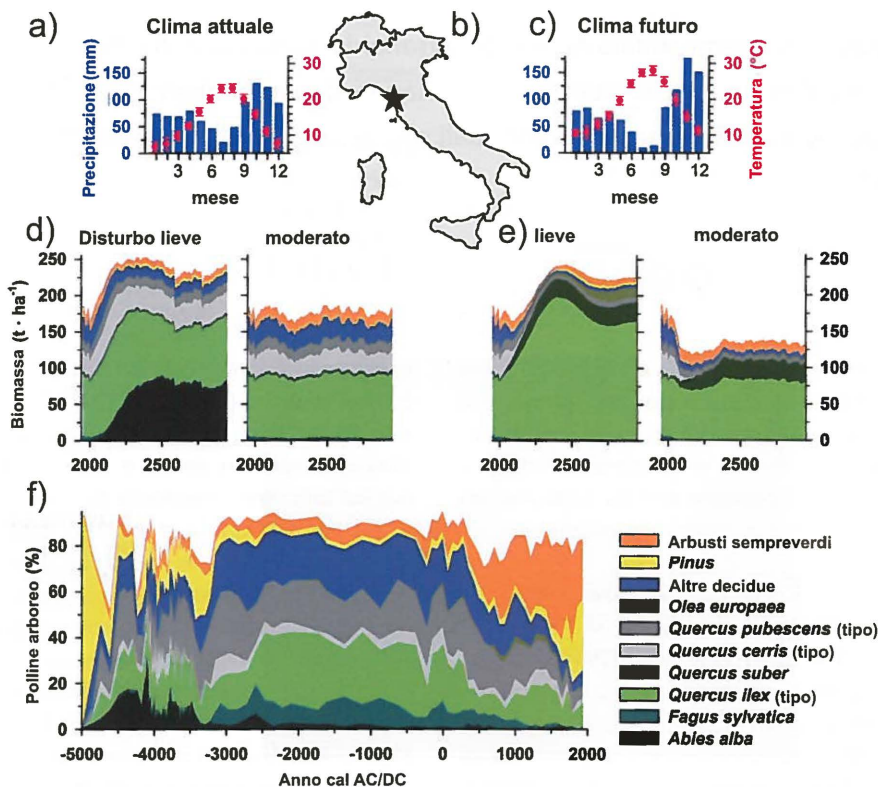 a) Clima attuale
b)
c) Clima futuro
Precipitazione (mm)
150
100
50
0
30
20
10
3 6 9 12
mese
150
100
50
0
30
20
10
Temperatura (°C)
3 6 9 12
mese
d) Disturbo lieve
moderato
e) lieve
moderato
Biomassa (t · ha⁻¹)
250
200
150
100
50
0
250
200
150
100
50
0
2000 2500
2000 2500
2000 2500
2000 2500
f)
Polline arboreo (%)
80
60
40
20
0
-5000 -4000 -3000 -2000 -1000 0 1000 2000
Anno cal AC/DC
Arbusti sempreverdi
Pinus
Altre decidue
Olea europaea
Quercus pubescens (tipo)
Quercus cerris (tipo)
Quercus suber
Quercus ilex (tipo)
Fagus sylvatica
Abies alba